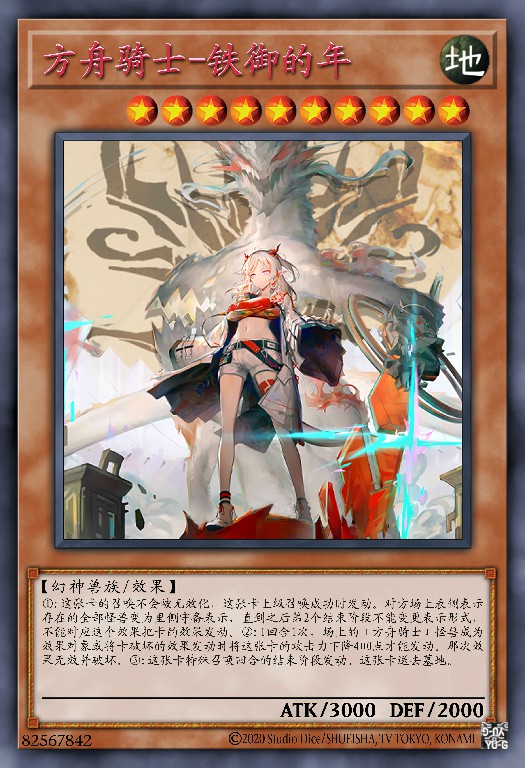 方舟骑士-铁御的年
地
【幻神兽族/效果】
①:这张卡的召唤不会被无效化。这张卡上级召唤成功时发动。对方场上表侧表示
存在的全部怪兽变为里侧守备表示，直到之后第2个结束阶段不能变更表示形式。
不能对应这个效果把卡的效果发动。②:1回合1次，场上的「方舟骑士」怪兽成为
效果对象或将卡破坏的效果发动时将这张卡的攻击力下降400点才能发动。那次效
果无效并破坏。③:这张卡特殊召唤回合的结束阶段发动。这张卡送去墓地。
ATK/3000 DEF/2000
82567842
©2020 Studio Dice/SHUEISHA, TV TOKYO, KONAMI